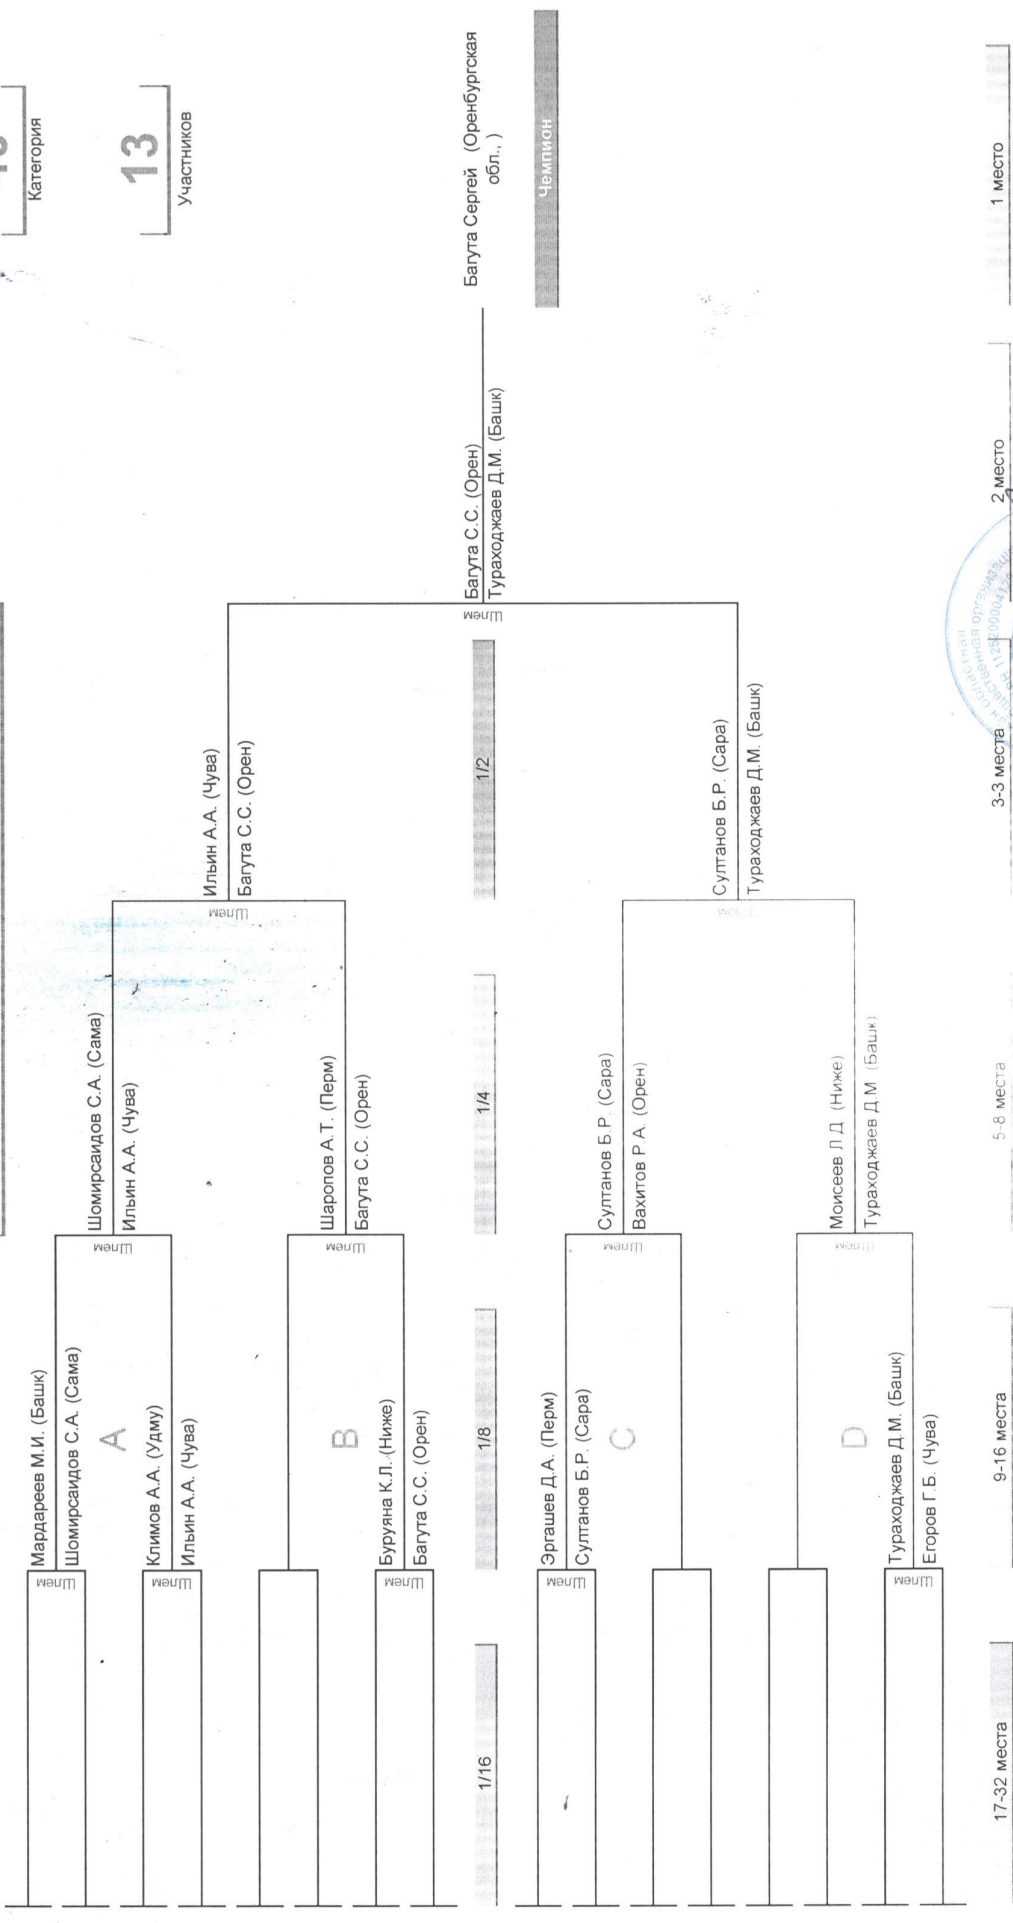 Категория
13
Участников
Багута Сергей (Оренбургская
обл., )
Чемпион
Багута С.С. (Орен)
Тураходжаев Д.М. (Башк)
Шлем
Ильин А.А. (Чува)
Багута С.С. (Орен)
Шлем
Султанов Б.Р. (Сара)
Тураходжаев Д.М. (Башк)
Шлем
Шомирсаидов С.А. (Сама)
Ильин А.А. (Чува)
Шлем
Шаропов А.Т. (Перм)
Багута С.С. (Орен)
Шлем
Султанов Б.Р. (Сара)
Вахитов Р.А. (Орен)
Шлем
Моисеев Л.Д. (Ниже)
Тураходжаев Д.М. (Башк)
Шлем
Мардареев М.И. (Башк)
Шомирсаидов С.А. (Сама)
Шлем
A
Климов А.А. (Удму)
Ильин А.А. (Чува)
Шлем
B
Буруяна К.Л. (Ниже)
Багута С.С. (Орен)
Шлем
Эргашев Д.А. (Перм)
Султанов Б.Р. (Сара)
Шлем
C
D
Тураходжаев Д.М. (Башк)
Егоров Г.Б. (Чува)
Шлем
1/16
1/8
1/4
1/2
17-32 места
9-16 места
5-8 места
3-3 места
2 место
1 место